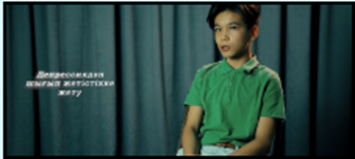 Депрессиядан
шығып жетістікке
жету